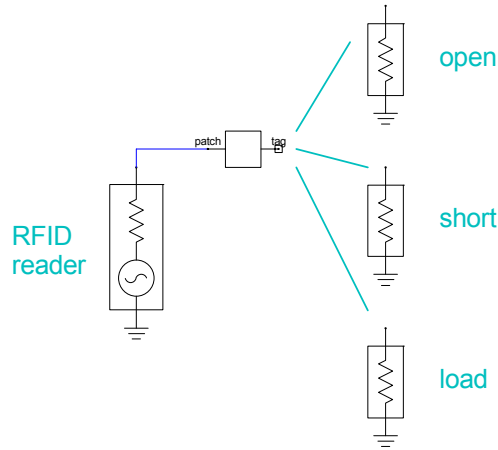 open
patch
tag
short
RFID
reader
load